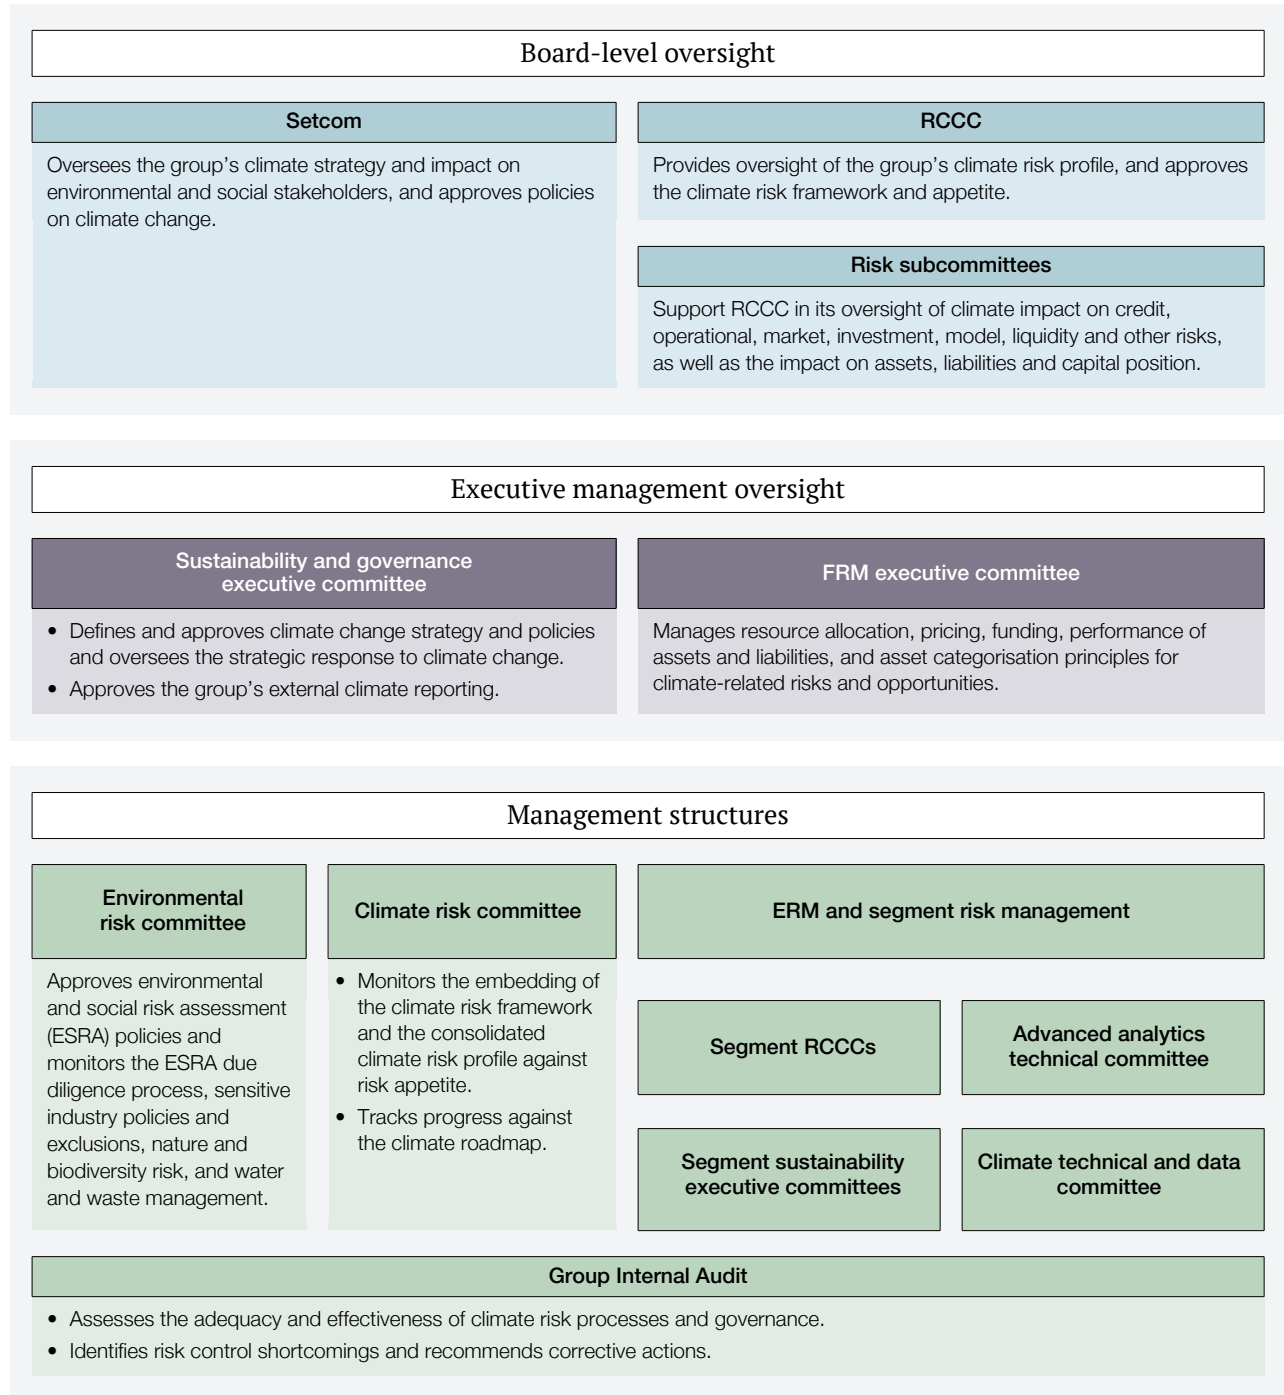 Board-level oversight
Setcom
Oversees the group's climate strategy and impact on
environmental and social stakeholders, and approves policies
on climate change.
RCCC
Provides oversight of the group's climate risk profile, and approves
the climate risk framework and appetite.
Risk subcommittees
Support RCCC in its oversight of climate impact on credit,
operational, market, investment, model, liquidity and other risks,
as well as the impact on assets, liabilities and capital position.
Executive management oversight
Sustainability and governance
executive committee
• Defines and approves climate change strategy and policies
and oversees the strategic response to climate change.
• Approves the group's external climate reporting.
FRM executive committee
Manages resource allocation, pricing, funding, performance of
assets and liabilities, and asset categorisation principles for
climate-related risks and opportunities.
Management structures
Environmental
risk committee
Approves environmental
and social risk assessment
(ESRA) policies and
monitors the ESRA due
diligence process, sensitive
industry policies and
exclusions, nature and
biodiversity risk, and water
and waste management.
Climate risk committee
• Monitors the embedding of
the climate risk framework
and the consolidated
climate risk profile against
risk appetite.
• Tracks progress against
the climate roadmap.
ERM and segment risk management
Segment RCCCs
Advanced analytics
technical committee
Segment sustainability
executive committees
Climate technical and data
committee
Group Internal Audit
• Assesses the adequacy and effectiveness of climate risk processes and governance.
• Identifies risk control shortcomings and recommends corrective actions.